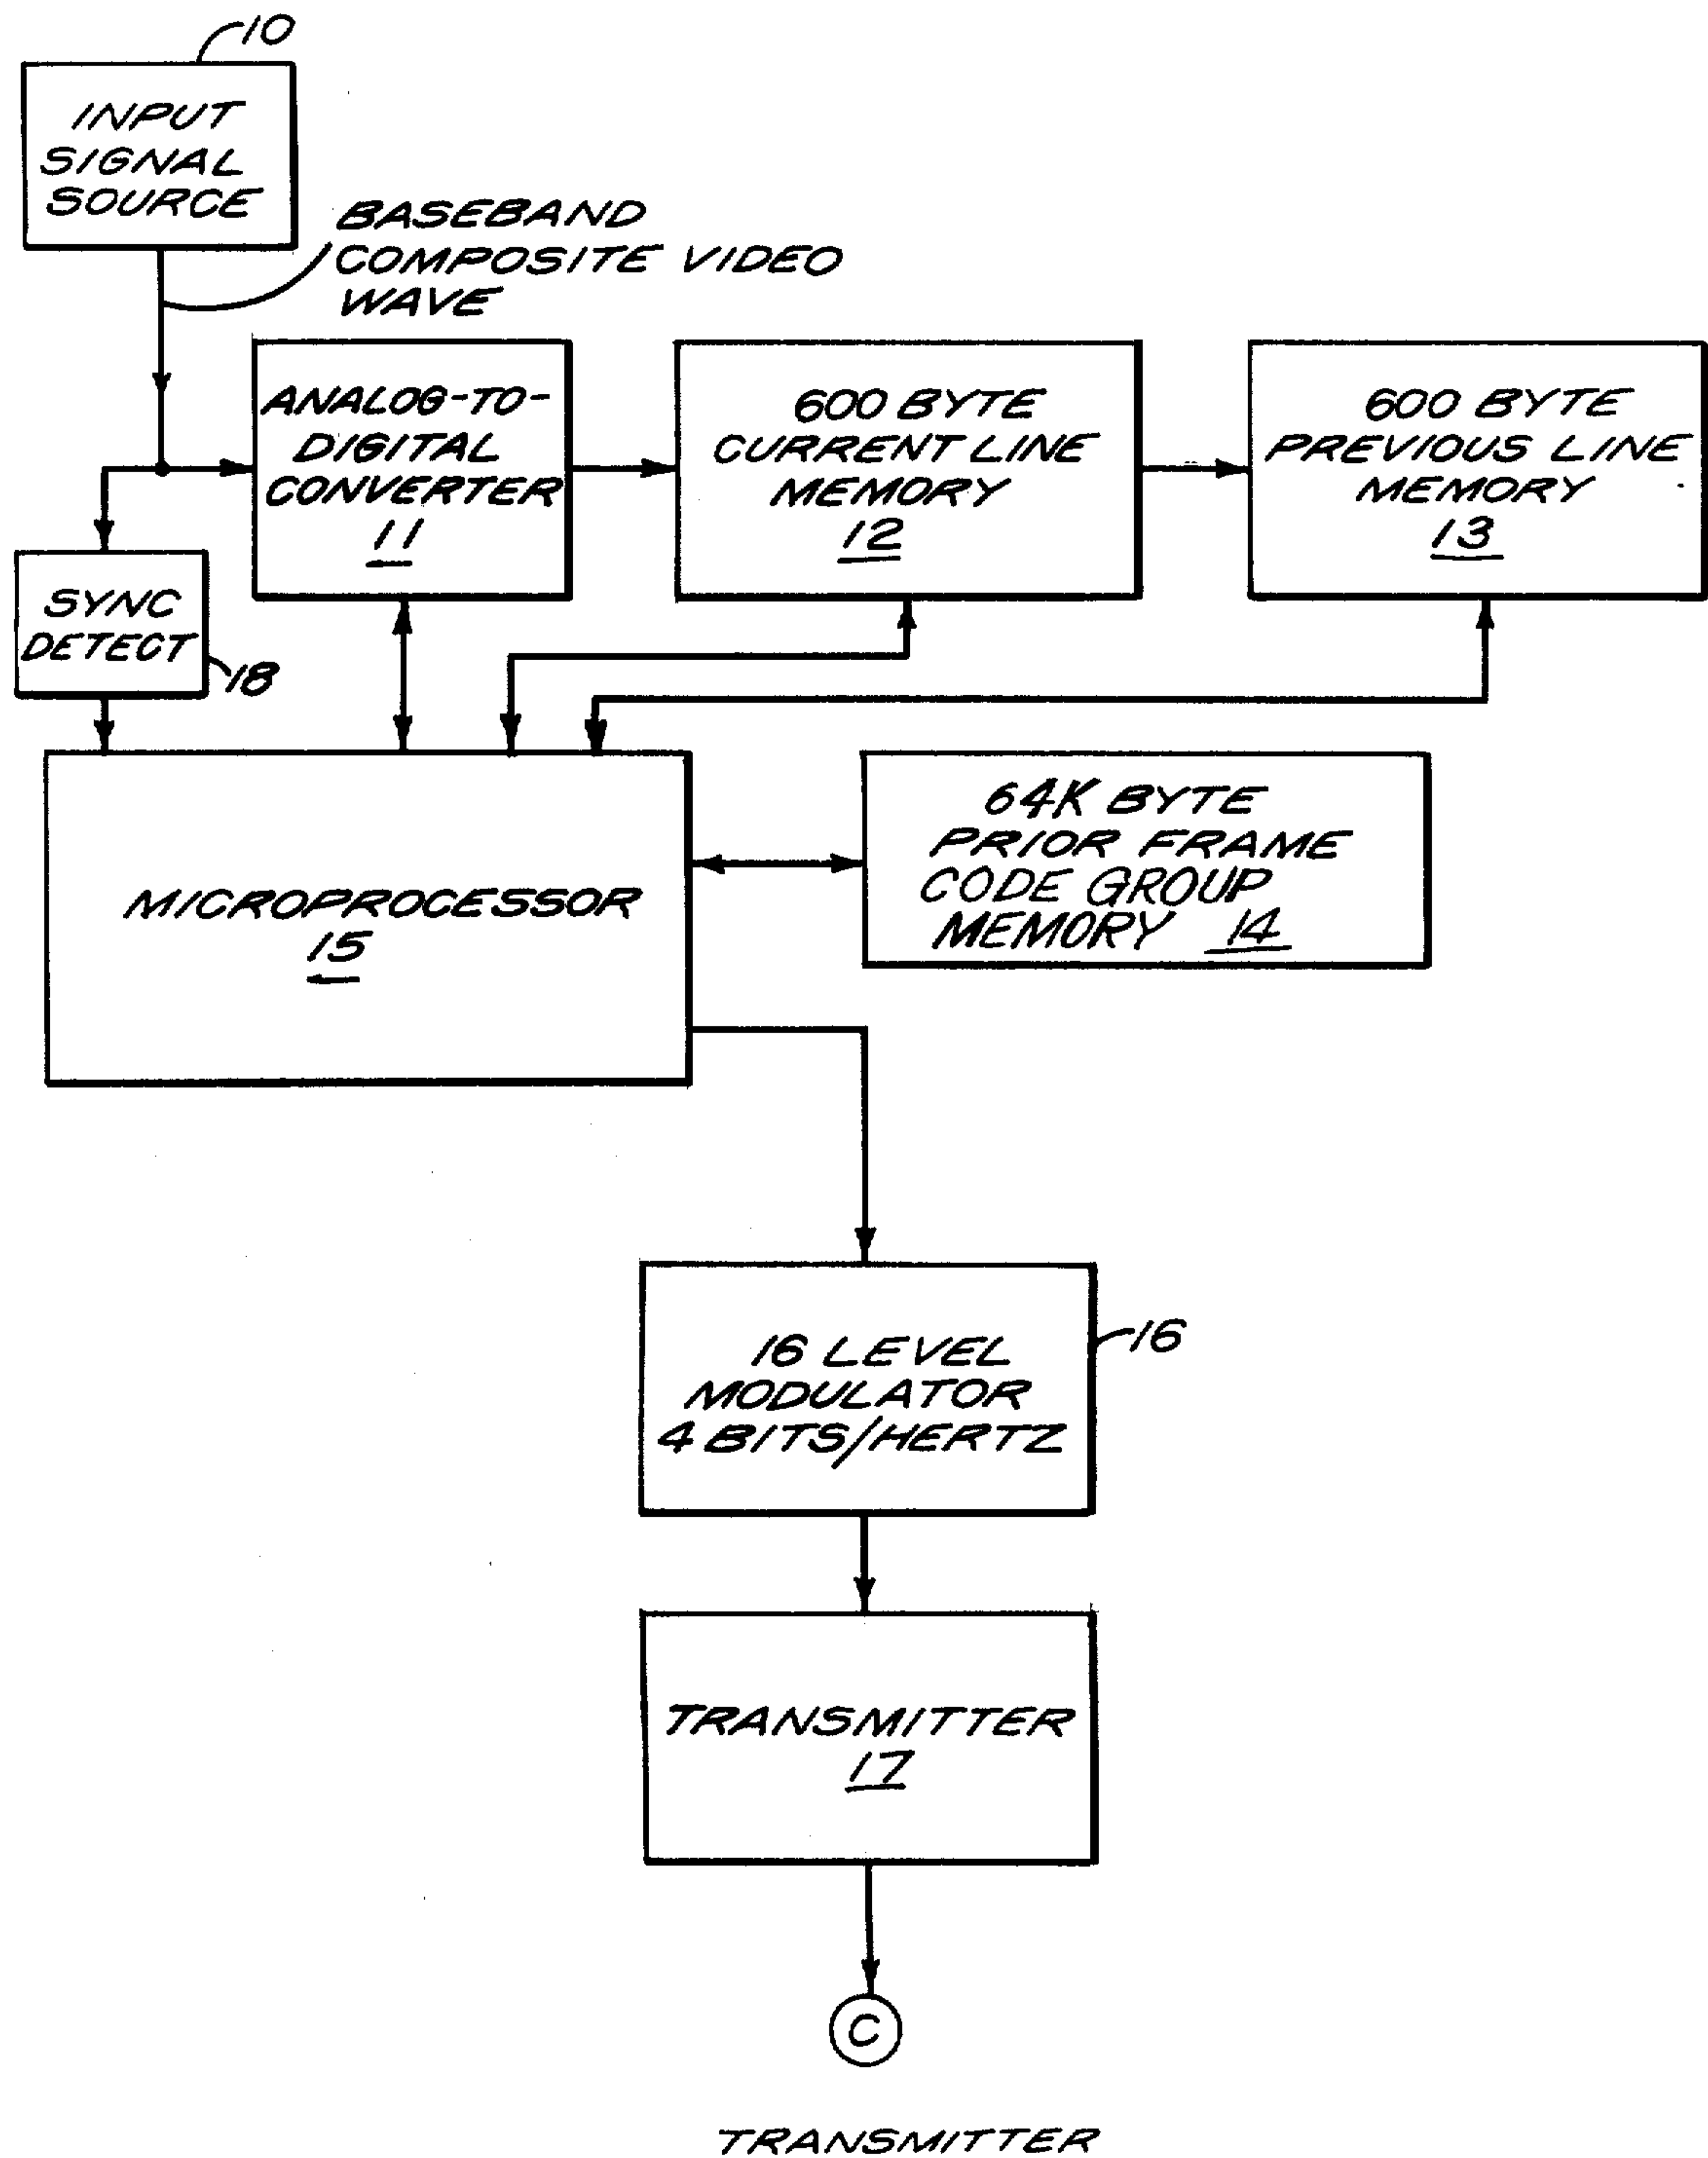 10
INPUT
SIGNAL
SOURCE
BASEBAND
COMPOSITE VIDEO
WAVE
ANALOG-TO-
DIGITAL
CONVERTER
11
600 BYTE
CURRENT LINE
MEMORY
12
600 BYTE
PREVIOUS LINE
MEMORY
13
SYNC
DETECT
18
MICROPROCESSOR
15
64K BYTE
PRIOR FRAME
CODE GROUP
MEMORY 14
16 LEVEL
MODULATOR
4 BITS/HERTZ
16
TRANSMITTER
17
C
TRANSMITTER